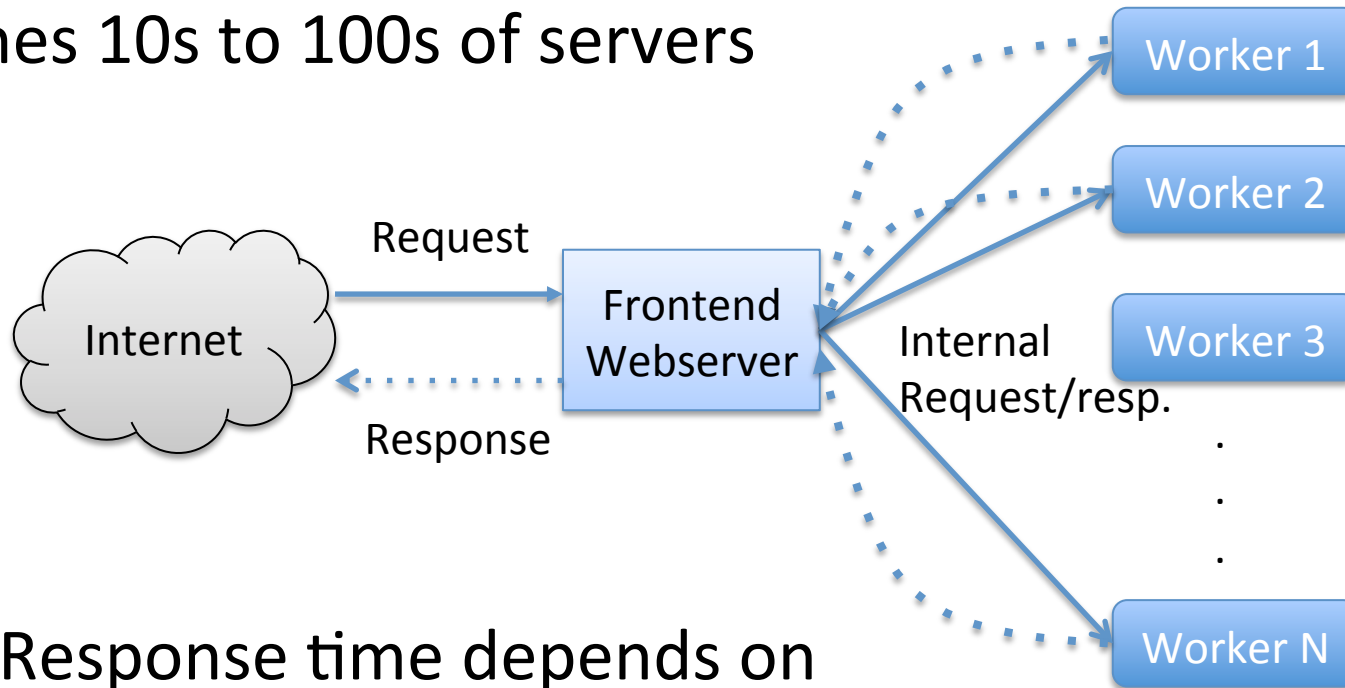 nes 10s to 100s of servers
Worker 1
Worker 2
Request
Frontend
Webserver
Internet
Internal
Request/resp.
Worker 3
Response
.
.
.
Worker N
Response time depends on